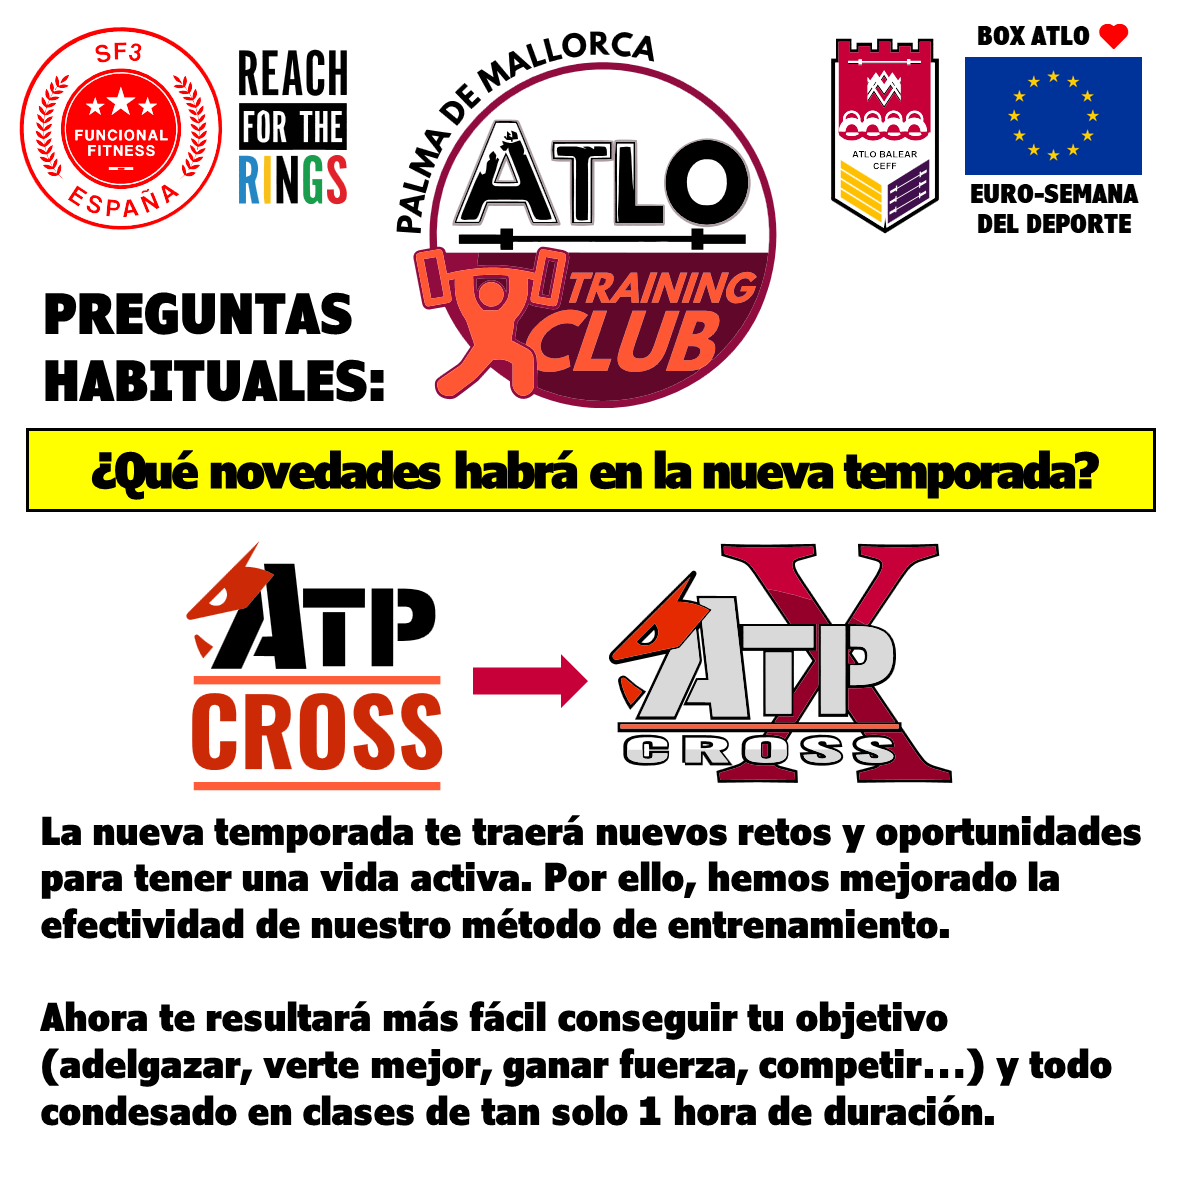 SF3
FUNCIONAL
FITNESS
ESPAÑA
REACH
FOR THE
RINGS
PALMA DE MALLORCA
ATLO
TRAINING
CLUB
ATLO BALEAR
CEFF
BOX ATLO
EURO-SEMANA
DEL DEPORTE
PREGUNTAS
HABITUALES:
¿Qué novedades habrá en la nueva temporada?
ATP
CROSS
X
ATP
CROSS
La nueva temporada te traerá nuevos retos y oportunidades
para tener una vida activa. Por ello, hemos mejorado la
efectividad de nuestro método de entrenamiento.
Ahora te resultará más fácil conseguir tu objetivo
(adelgazar, verte mejor, ganar fuerza, competir...) y todo
condesado en clases de tan solo 1 hora de duración.